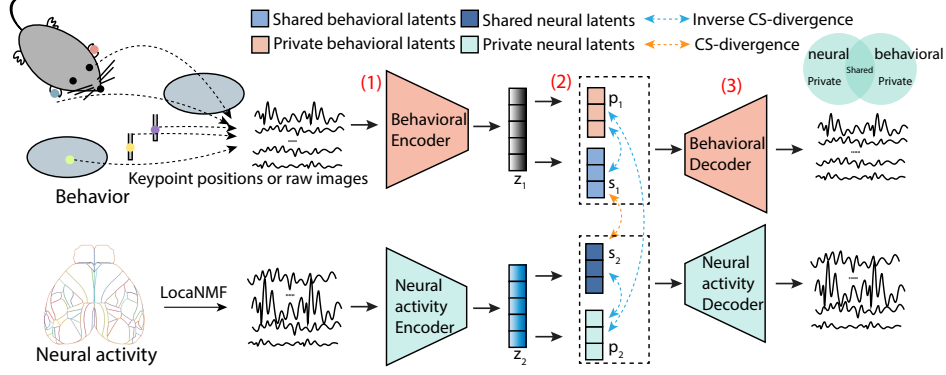 Shared behavioral latents
Shared neural latents
Inverse CS-divergence
Private behavioral latents
Private neural latents
CS-divergence
neural
behavioral
Shared
Private
Private
(1)
(2)
(3)
Behavioral
Encoder
z1
p1
s1
Behavioral
Decoder
Keypoint positions or raw images
Behavior
LocaNMF
Neural activity
Neural
activity
Encoder
z2
s2
p2
Neural
activity
Decoder